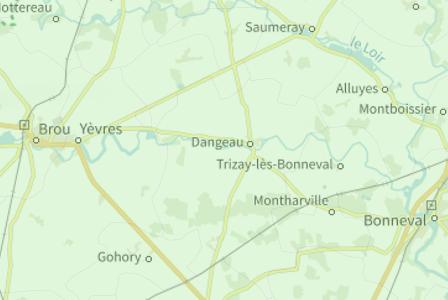 Saumeray
le Loir
Alluyes
Montboissier
Brou
Yèvres
Dangeau
Trizay-lès-Bonneval
Montharville
Bonneval
Gohory